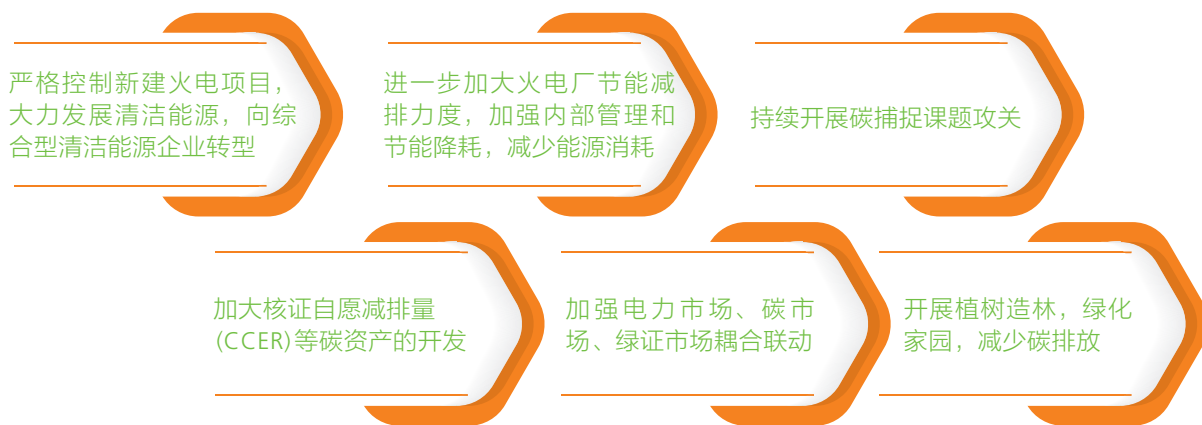 严格控制新建火电项目，
大力发展清洁能源，向综
合型清洁能源企业转型
进一步加大火电厂节能减
排力度，加强内部管理和
节能降耗，减少能源消耗
持续开展碳捕捉课题攻关
加大核证自愿减排量
(CCER)等碳资产的开发
加强电力市场、碳市
场、绿证市场耦合联动
开展植树造林，绿化
家园，减少碳排放